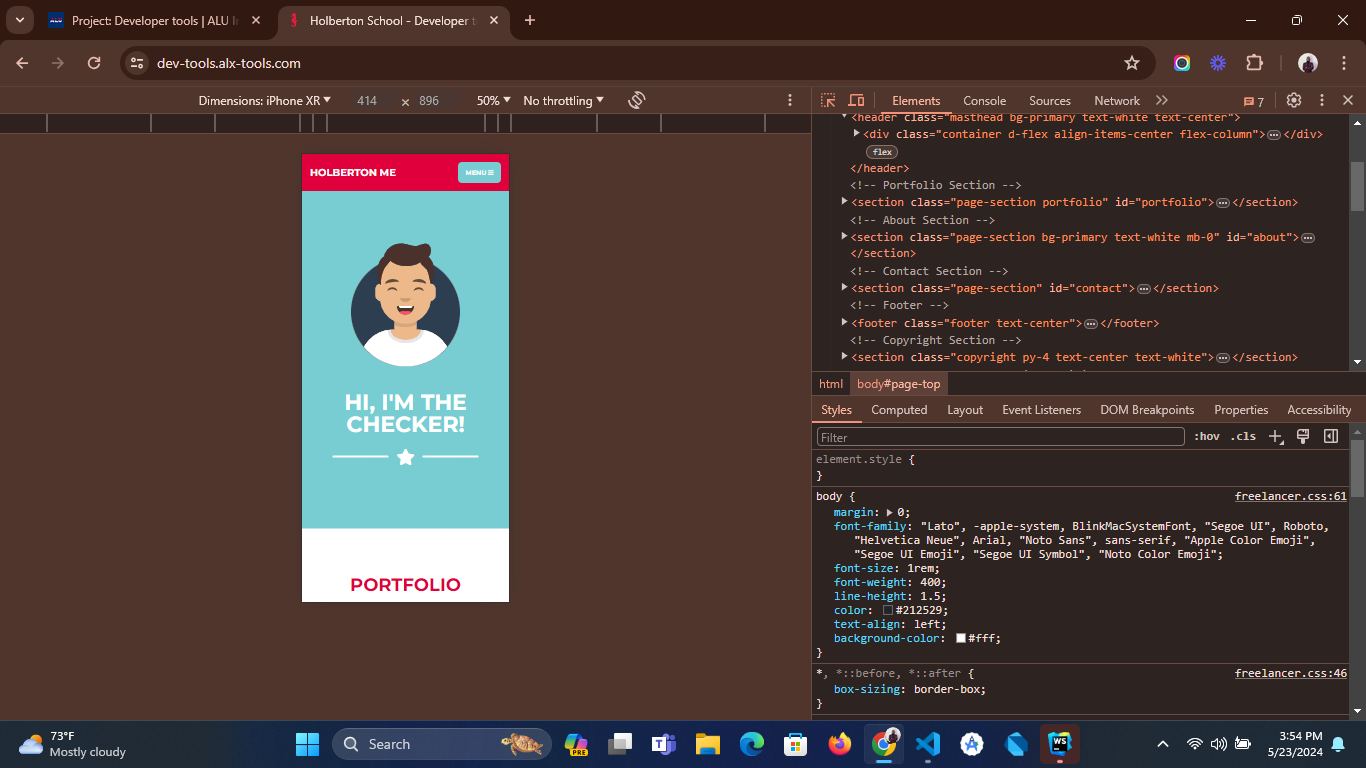 Project: Developer tools | ALU In
Holberton School - Developer to
dev-tools.alx-tools.com
Dimensions: iPhone XR 414 × 896 50% No throttling
Elements Console Sources Network 7
<header class="masthead bg-primary text-white text-center">
<div class="container d-flex align-items-center flex-column">…</div>
flex
</header>
<!-- Portfolio Section -->
<section class="page-section portfolio" id="portfolio">…</section>
<!-- About Section -->
<section class="page-section bg-primary text-white mb-0" id="about">…
</section>
<!-- Contact Section -->
<section class="page-section" id="contact">…</section>
<!-- Footer -->
<footer class="footer text-center">…</footer>
<!-- Copyright Section -->
<section class="copyright py-4 text-center text-white">…</section>
html body#page-top
Styles Computed Layout Event Listeners DOM Breakpoints Properties Accessibility
Filter :hov .cls
element.style {
}
body { freelancer.css:61
margin: 0;
font-family: "Lato", -apple-system, BlinkMacSystemFont, "Segoe UI", Roboto,
"Helvetica Neue", Arial, "Noto Sans", sans-serif, "Apple Color Emoji",
"Segoe UI Emoji", "Segoe UI Symbol", "Noto Color Emoji";
font-size: 1rem;
font-weight: 400;
line-height: 1.5;
color: #212529;
text-align: left;
background-color: #fff;
}
*, *::before, *::after { freelancer.css:46
box-sizing: border-box;
}
HOLBERTON ME MENU
HI, I'M THE
CHECKER!
PORTFOLIO
73°F
Mostly cloudy
Search
PRE
WS
3:54 PM
5/23/2024